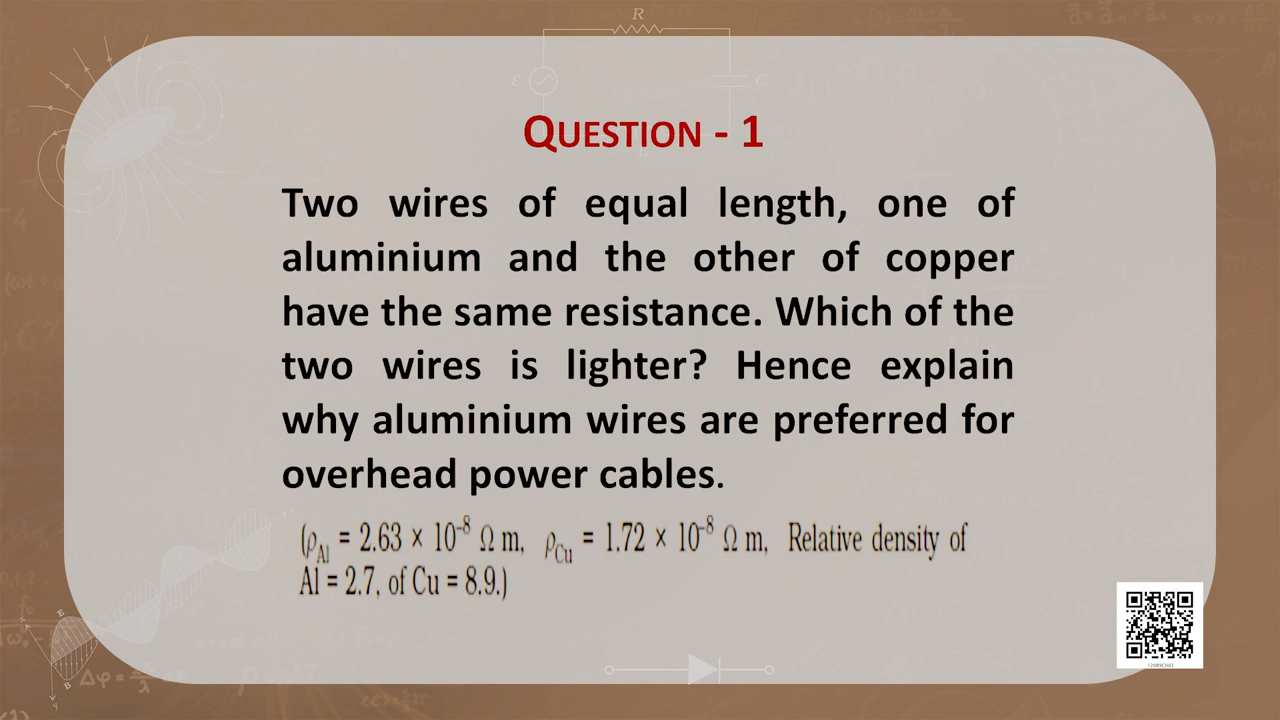 R
ε
C
QUESTION - 1
Two wires of equal length, one of
aluminium and the other of copper
have the same resistance. Which of the
two wires is lighter? Hence explain
why aluminium wires are preferred for
overhead power cables.
(ρ_Al = 2.63 × 10⁻⁸ Ω m, ρ_Cu = 1.72 × 10⁻⁸ Ω m, Relative density of
Al = 2.7, of Cu = 8.9.)